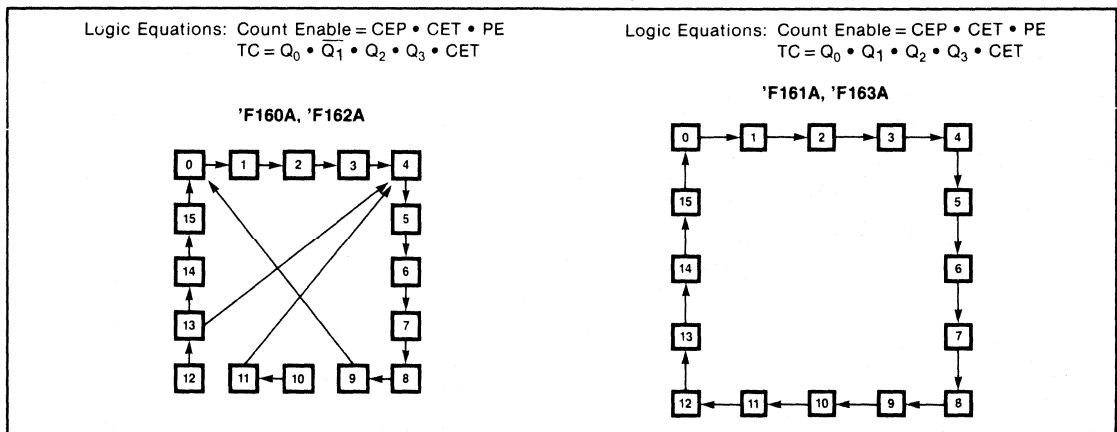 Logic Equations: Count Enable = CEP • CET • PE
TC = Q₀ • Q̅₁ • Q₂ • Q₃ • CET
'F160A, 'F162A
0 1 2 3 4
15 5
14 6
13 7
12 11 10 9 8
Logic Equations: Count Enable = CEP • CET • PE
TC = Q₀ • Q₁ • Q₂ • Q₃ • CET
'F161A, 'F163A
0 1 2 3 4
15 5
14 6
13 7
12 11 10 9 8